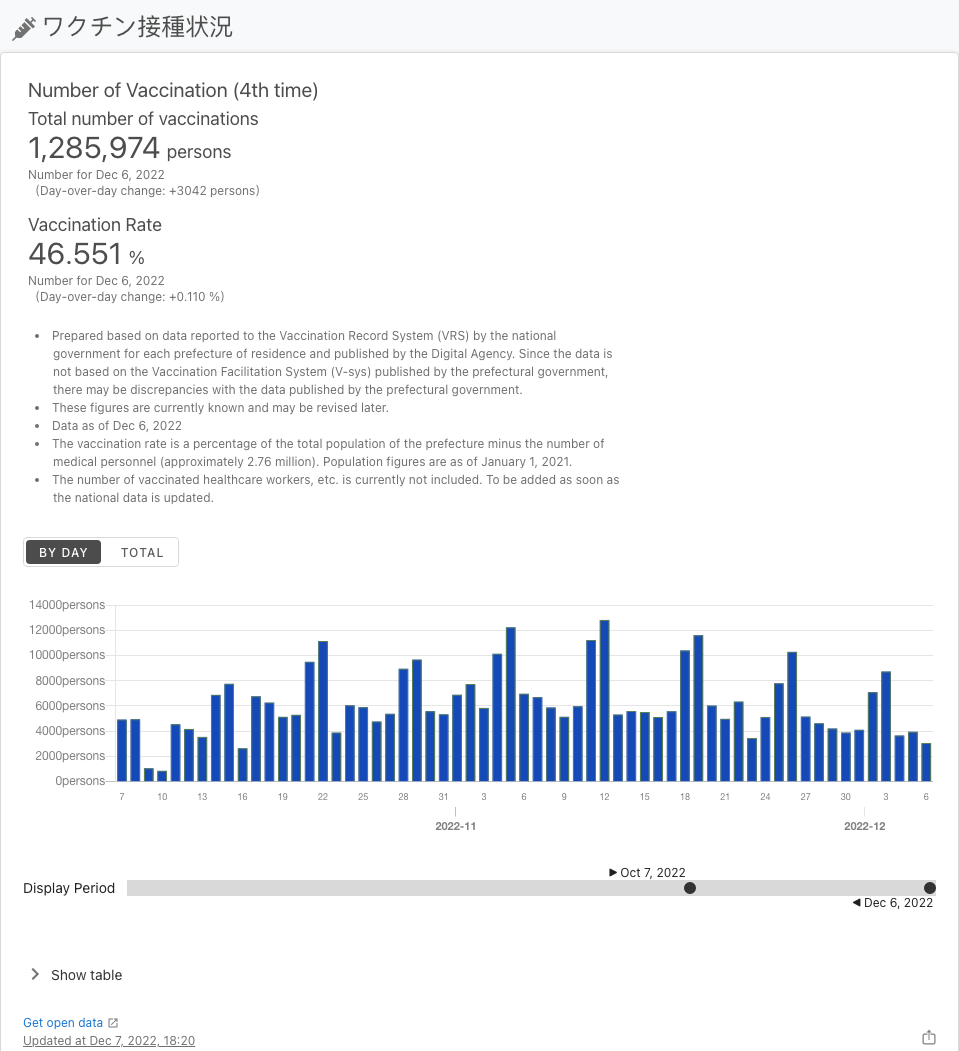 ワクチン接種状況
Number of Vaccination (4th time)
Total number of vaccinations
1,285,974 persons
Number for Dec 6, 2022
(Day-over-day change: +3042 persons)
Vaccination Rate
46.551 %
Number for Dec 6, 2022
(Day-over-day change: +0.110 %)
• Prepared based on data reported to the Vaccination Record System (VRS) by the national
government for each prefecture of residence and published by the Digital Agency. Since the data is
not based on the Vaccination Facilitation System (V-sys) published by the prefectural government,
there may be discrepancies with the data published by the prefectural government.
• These figures are currently known and may be revised later.
• Data as of Dec 6, 2022
• The vaccination rate is a percentage of the total population of the prefecture minus the number of
medical personnel (approximately 2.76 million). Population figures are as of January 1, 2021.
• The number of vaccinated healthcare workers, etc. is currently not included. To be added as soon as
the national data is updated.
BY DAY TOTAL
14000persons
12000persons
10000persons
8000persons
6000persons
4000persons
2000persons
0persons
7 10 13 16 19 22 25 28 31 3 6 9 12 15 18 21 24 27 30 3 6
2022-11 2022-12
Oct 7, 2022
Display Period
Dec 6, 2022
Show table
Get open data
Updated at Dec 7, 2022, 18:20